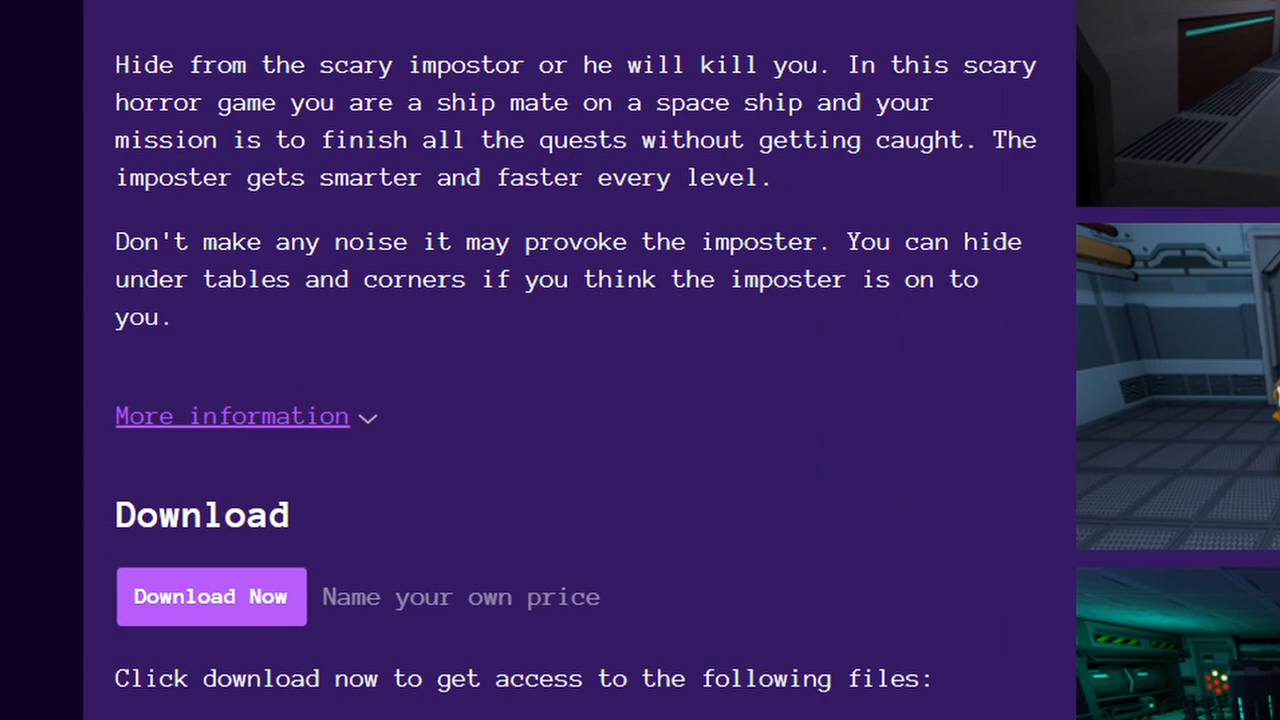 Hide from the scary impostor or he will kill you. In this scary
horror game you are a ship mate on a space ship and your
mission is to finish all the quests without getting caught. The
imposter gets smarter and faster every level.
Don't make any noise it may provoke the imposter. You can hide
under tables and corners if you think the imposter is on to
you.
More information
Download
Download Now Name your own price
Click download now to get access to the following files: